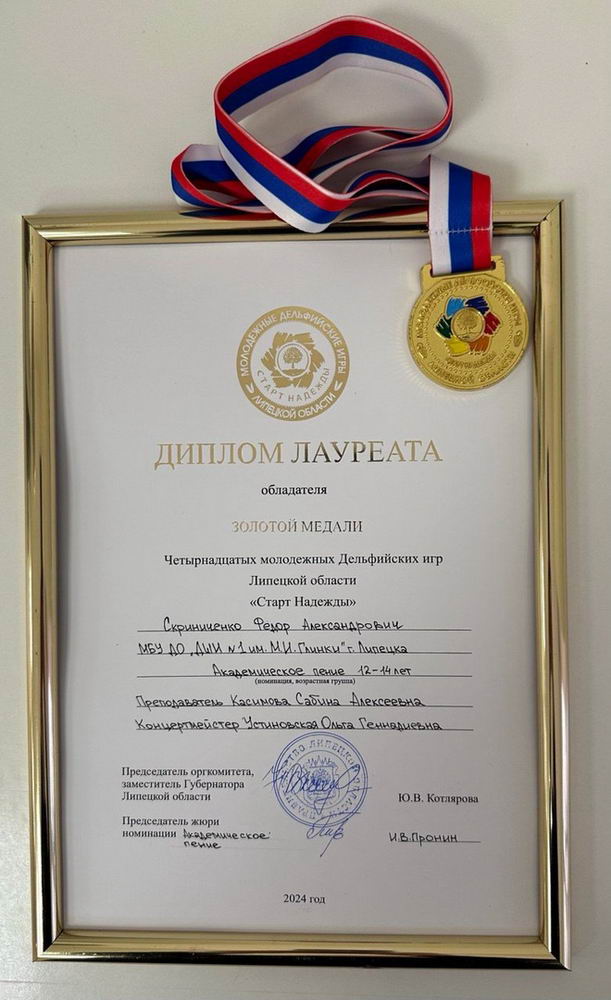 МОЛОДЕЖНЫЕ ДЕЛЬФИЙСКИЕ ИГРЫ
СТАРТ НАДЕЖДЫ
ЛИПЕЦКОЙ ОБЛАСТИ
ДИПЛОМ ЛАУРЕАТА
обладателя
ЗОЛОТОЙ МЕДАЛИ
Четырнадцатых молодежных Дельфийских игр
Липецкой области
«Старт Надежды»
Скриниченко Федор Александрович
МБУ ДО „ДШИ №1 им. М.И. Глинки" г. Липецка
Академическое пение 12-14 лет
(номинация, возрастная группа)
Преподаватель Касимова Сабина Алексеевна
Концертмейстер Устиновская Ольга Геннадиевна
Председатель оргкомитета,
заместитель Губернатора
Липецкой области Ю.В. Котлярова
Председатель жюри
номинации Академическое И.В. Пронин
пение
2024 год